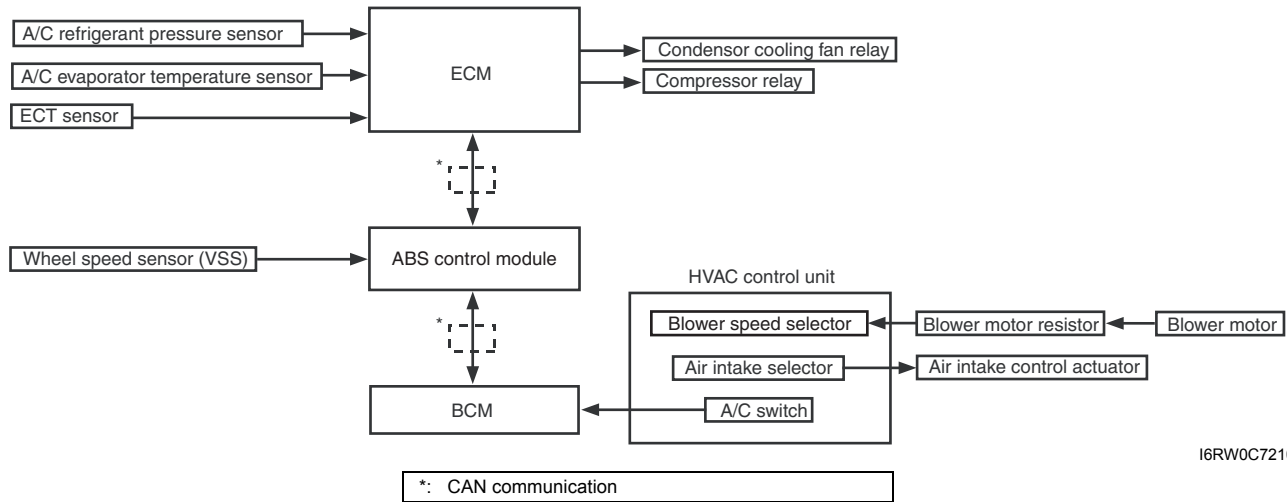 A/C refrigerant pressure sensor
A/C evaporator temperature sensor
ECT sensor
ECM
Condensor cooling fan relay
Compressor relay
*
Wheel speed sensor (VSS)
ABS control module
*
BCM
HVAC control unit
Blower speed selector
Blower motor resistor
Blower motor
Air intake selector
Air intake control actuator
A/C switch
I6RW0C7210
*: CAN communication